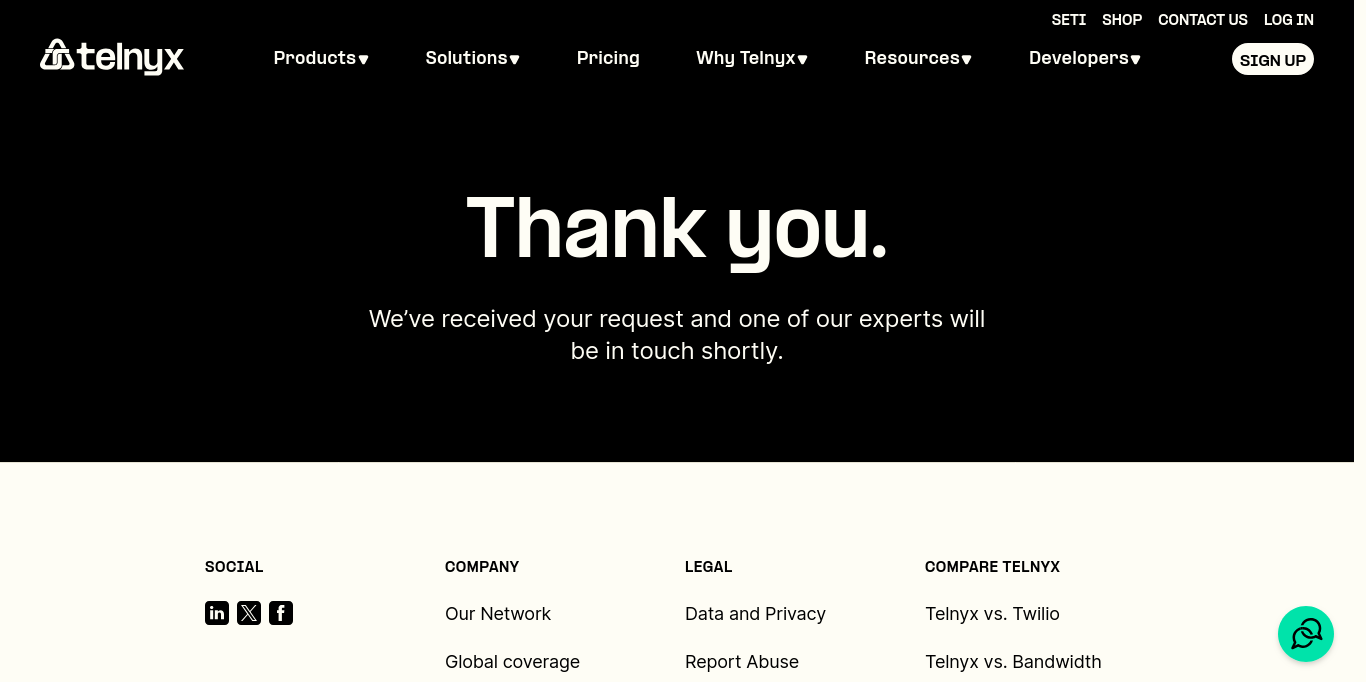 SETI SHOP CONTACT US LOG IN
telnyx Products Solutions Pricing Why Telnyx Resources Developers SIGN UP
Thank you.
We’ve received your request and one of our experts will
be in touch shortly.
SOCIAL COMPANY LEGAL COMPARE TELNYX
in X f Our Network Data and Privacy Telnyx vs. Twilio
Global coverage Report Abuse Telnyx vs. Bandwidth